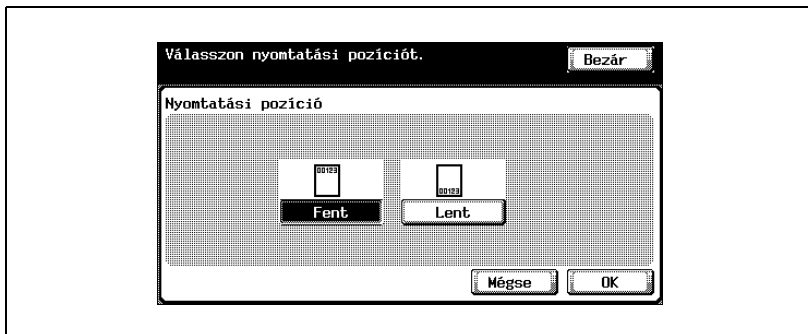 Válasszon nyomtatási pozíciót.
Bezár
Nyomtatási pozíció
00123
00123
Fent
Lent
Mégse
OK